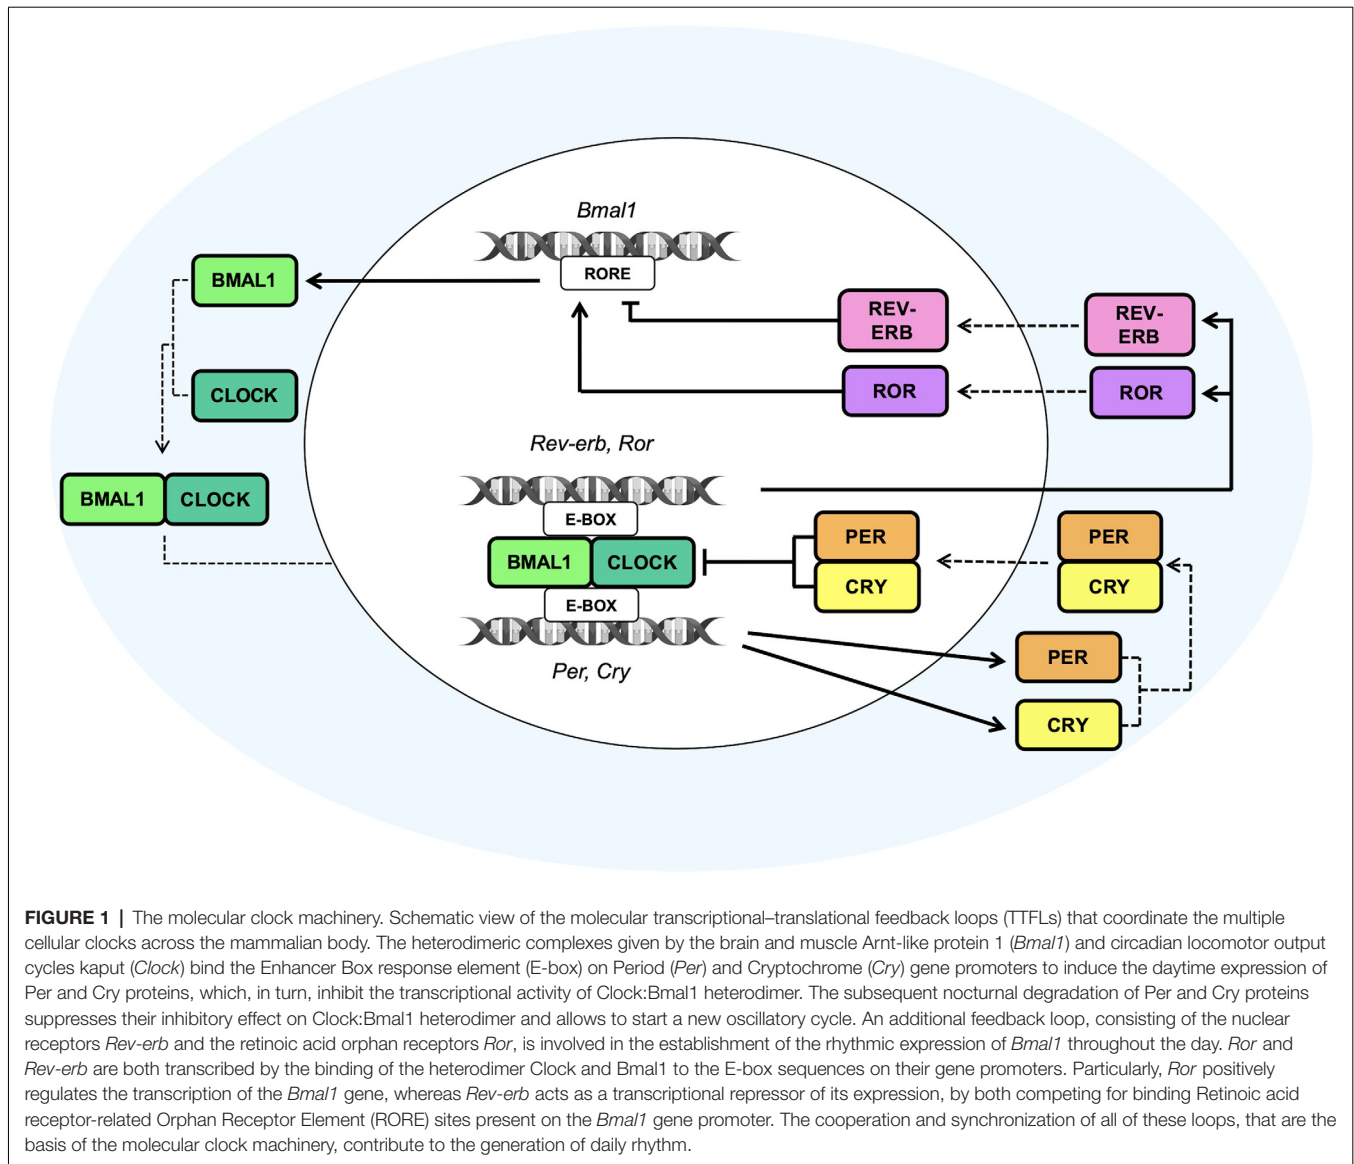 Bmal1
RORE
BMAL1
REV-
ERB
REV-
ERB
CLOCK
ROR
ROR
Rev-erb, Ror
BMAL1 CLOCK
E-BOX
BMAL1 CLOCK
PER
CRY
PER
CRY
E-BOX
Per, Cry
PER
CRY
FIGURE 1 | The molecular clock machinery. Schematic view of the molecular transcriptional–translational feedback loops (TTFLs) that coordinate the multiple
cellular clocks across the mammalian body. The heterodimeric complexes given by the brain and muscle Arnt-like protein 1 (Bmal1) and circadian locomotor output
cycles kaput (Clock) bind the Enhancer Box response element (E-box) on Period (Per) and Cryptochrome (Cry) gene promoters to induce the daytime expression of
Per and Cry proteins, which, in turn, inhibit the transcriptional activity of Clock:Bmal1 heterodimer. The subsequent nocturnal degradation of Per and Cry proteins
suppresses their inhibitory effect on Clock:Bmal1 heterodimer and allows to start a new oscillatory cycle. An additional feedback loop, consisting of the nuclear
receptors Rev-erb and the retinoic acid orphan receptors Ror, is involved in the establishment of the rhythmic expression of Bmal1 throughout the day. Ror and
Rev-erb are both transcribed by the binding of the heterodimer Clock and Bmal1 to the E-box sequences on their gene promoters. Particularly, Ror positively
regulates the transcription of the Bmal1 gene, whereas Rev-erb acts as a transcriptional repressor of its expression, by both competing for binding Retinoic acid
receptor-related Orphan Receptor Element (RORE) sites present on the Bmal1 gene promoter. The cooperation and synchronization of all of these loops, that are the
basis of the molecular clock machinery, contribute to the generation of daily rhythm.